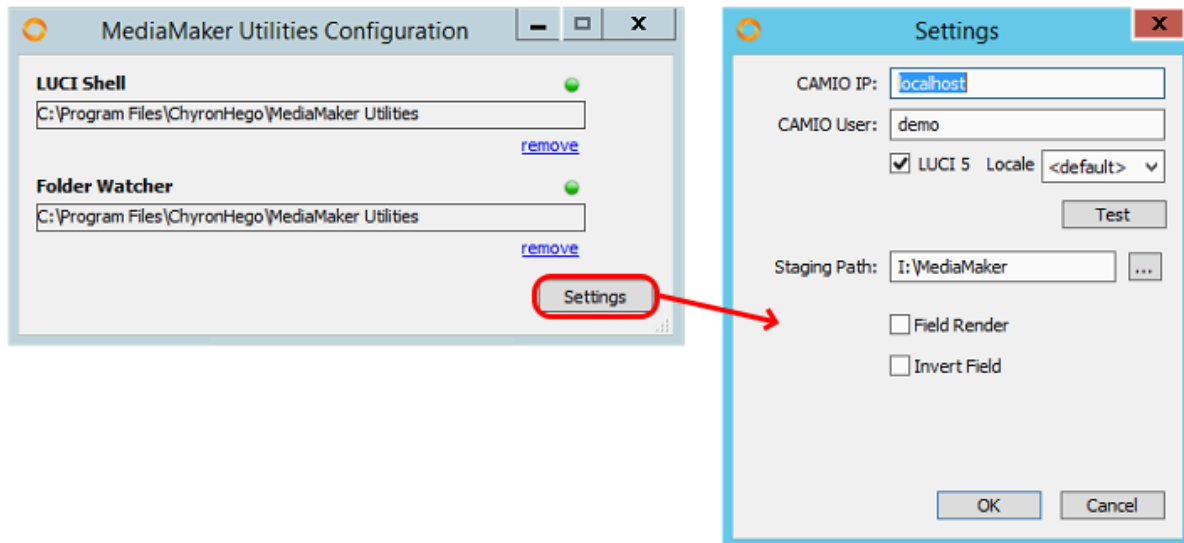 MediaMaker Utilities Configuration
LUCI Shell
C:\Program Files\ChyronHego\MediaMaker Utilities
remove
Folder Watcher
C:\Program Files\ChyronHego\MediaMaker Utilities
remove
Settings
Settings
CAMIO IP: localhost
CAMIO User: demo
LUCI 5 Locale <default>
Test
Staging Path: I:\MediaMaker ...
Field Render
Invert Field
OK Cancel